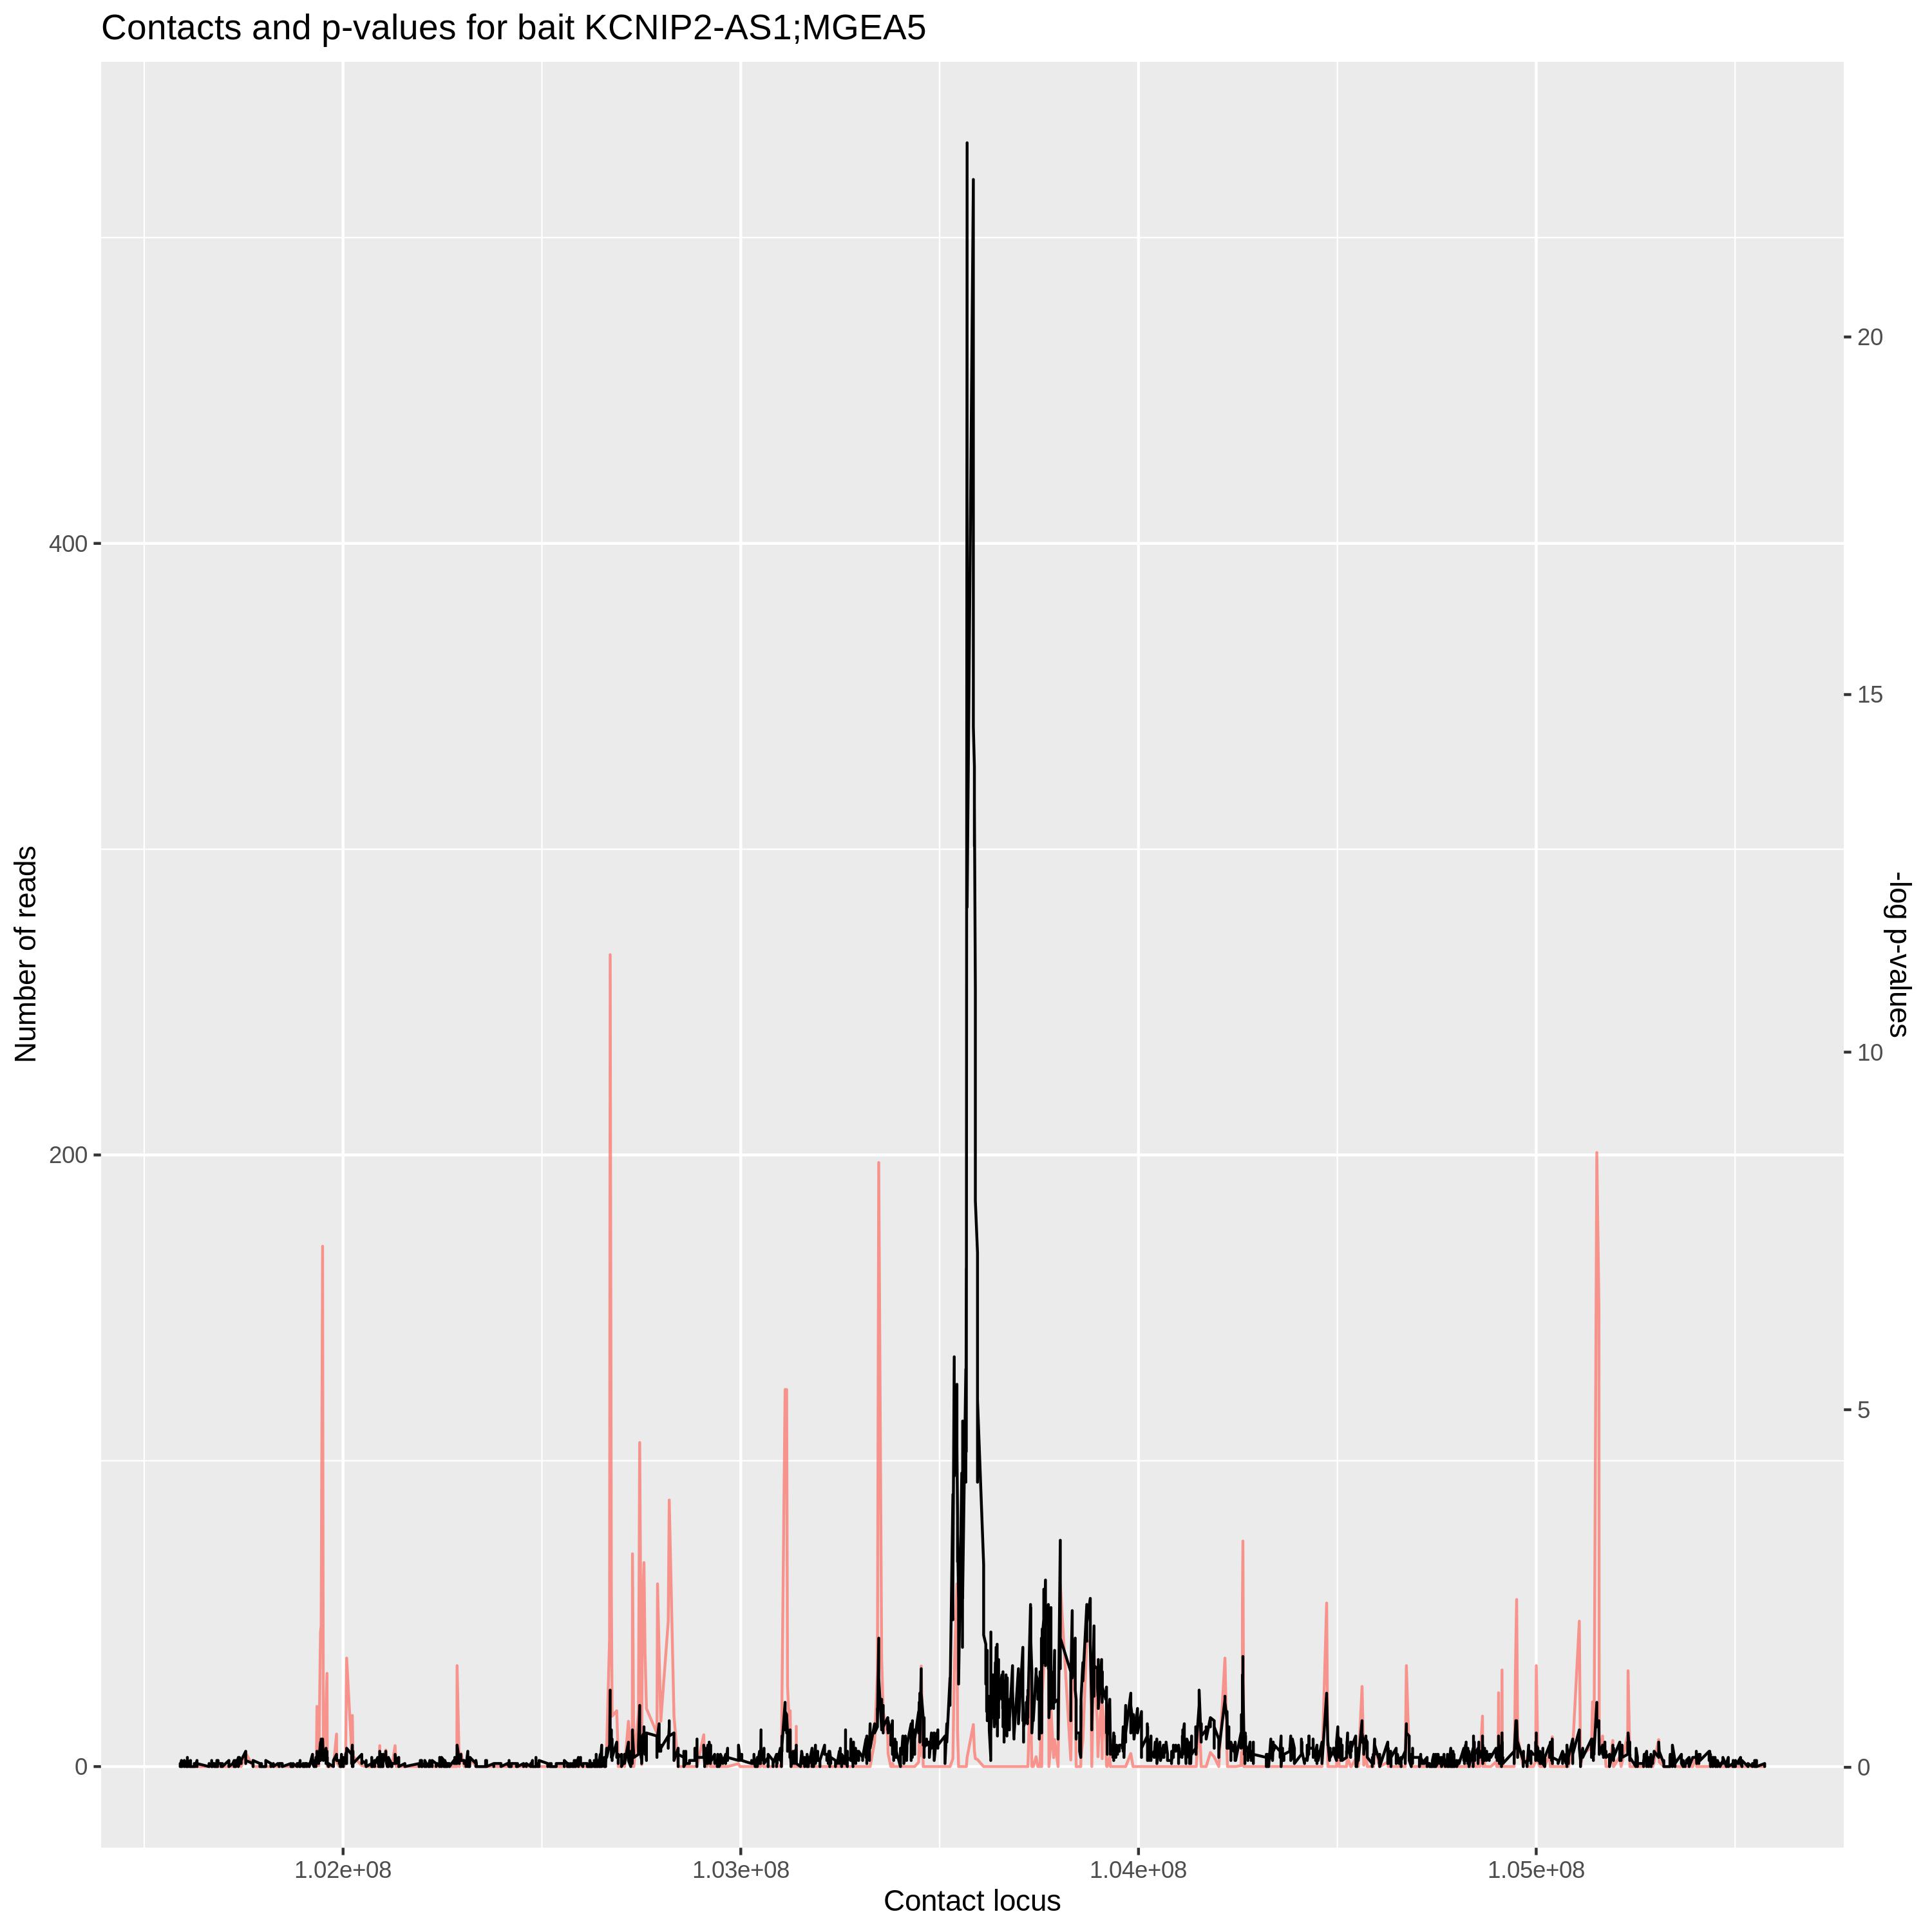 Contacts and p-values for bait KCNIP2-AS1;MGEA5
400
200
0
Number of reads
20
15
10
5
0
-log p-values
1.02e+08
1.03e+08
1.04e+08
1.05e+08
Contact locus